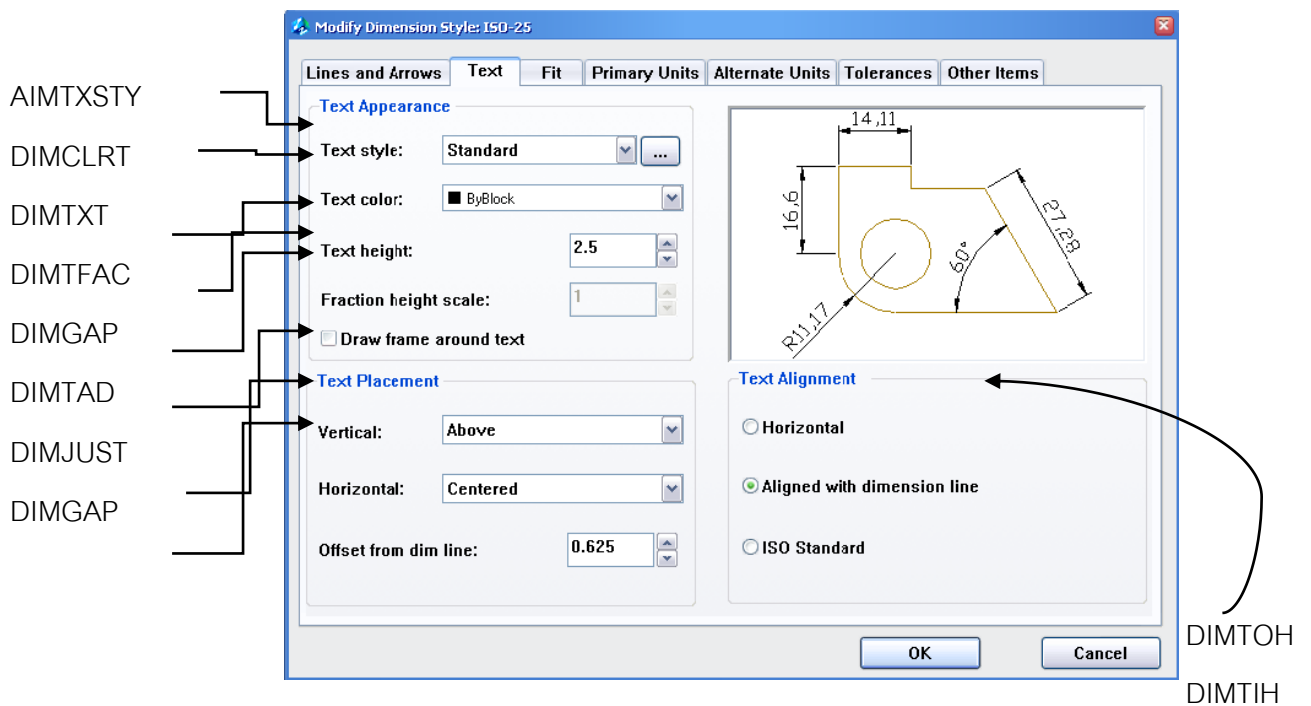 Modify Dimension Style: ISO-25
Lines and Arrows Text Fit Primary Units Alternate Units Tolerances Other Items
AIMTXSTY
DIMCLRT
DIMTXT
DIMTFAC
DIMGAP
DIMTAD
DIMJUST
DIMGAP
Text Appearance
Text style: Standard ...
Text color: ByBlock
Text height: 2.5
Fraction height scale: 1
Draw frame around text
Text Placement
Vertical: Above
Horizontal: Centered
Offset from dim line: 0.625
14,11
16,6
27,28
60°
R11,17
Text Alignment
Horizontal
Aligned with dimension line
ISO Standard
OK Cancel
DIMTOH
DIMTIH